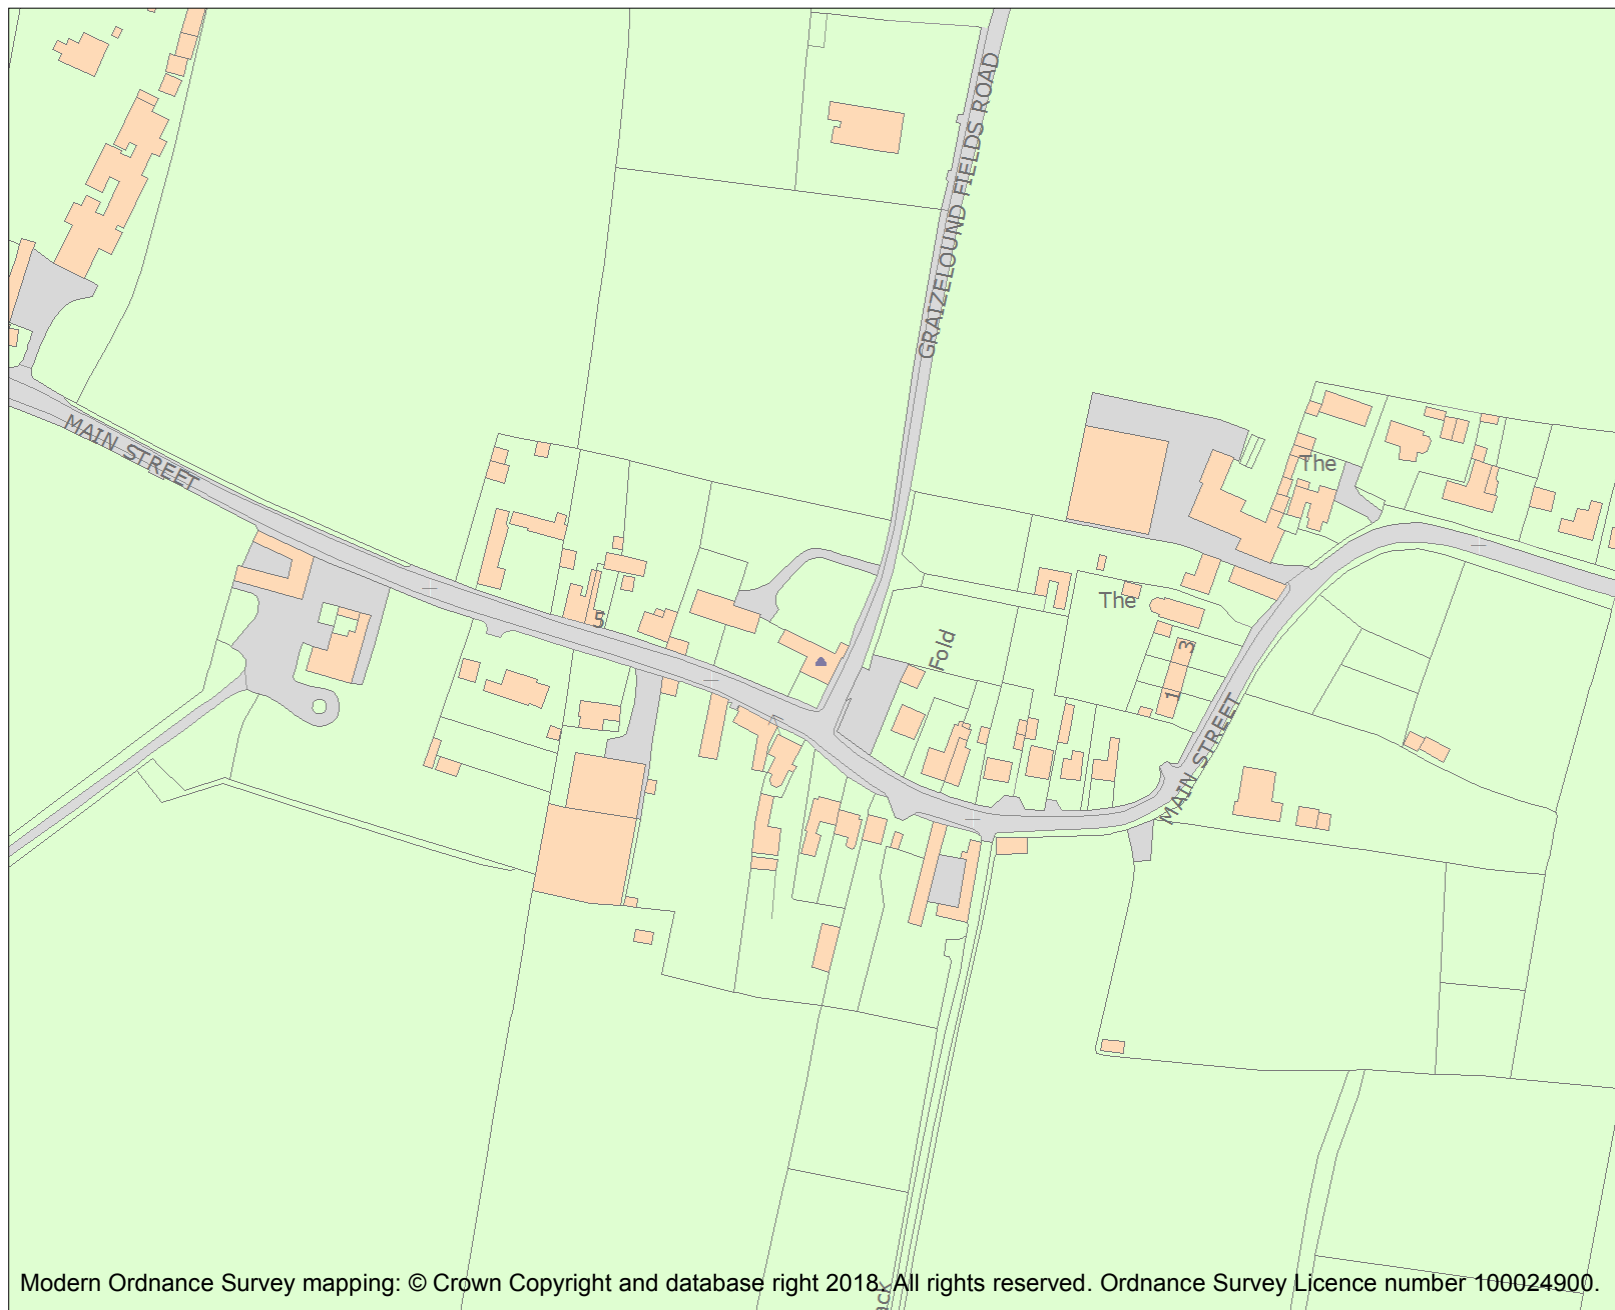 GRAIZELOUND FIELDS ROAD
MAIN STREET
The
5
The
Fold
3
1
MAIN STREET
ack
Modern Ordnance Survey mapping: © Crown Copyright and database right 2018. All rights reserved. Ordnance Survey Licence number 100024900.